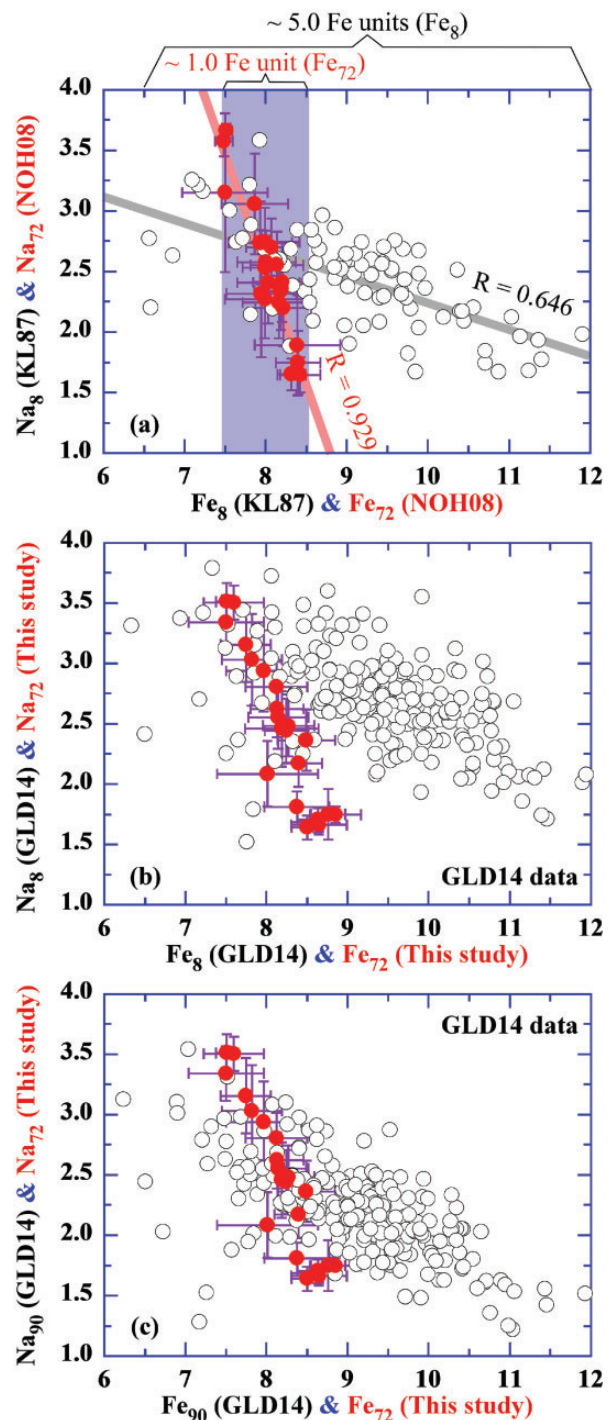 ~ 5.0 Fe units (Fe8)
~ 1.0 Fe unit (Fe72)
4.0
3.5
3.0
2.5
2.0
1.5
1.0
Na8 (KL87) & Na72 (NOH08)
R = 0.646
R = 0.929
(a)
6 7 8 9 10 11 12
Fe8 (KL87) & Fe72 (NOH08)
4.0
3.5
3.0
2.5
2.0
1.5
1.0
Na8 (GLD14) & Na72 (This study)
(b)
GLD14 data
6 7 8 9 10 11 12
Fe8 (GLD14) & Fe72 (This study)
4.0
3.5
3.0
2.5
2.0
1.5
1.0
Na90 (GLD14) & Na72 (This study)
GLD14 data
(c)
6 7 8 9 10 11 12
Fe90 (GLD14) & Fe72 (This study)